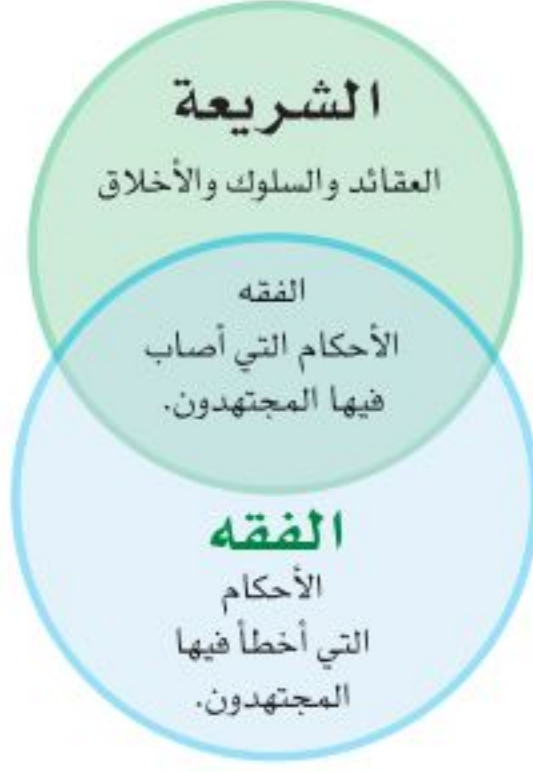 الشريعة
العقائد والسلوك والأخلاق
الفقه
الأحكام التي أصاب
فيها المجتهدون.
الفقه
الأحكام
التي أخطأ فيها
المجتهدون.